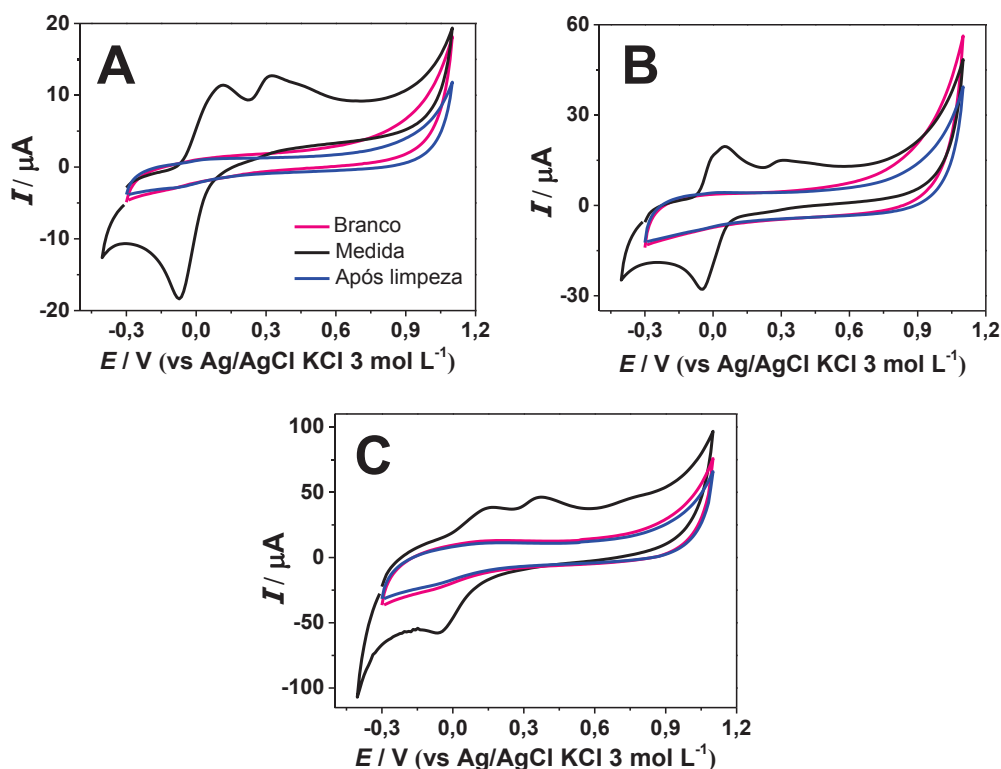 A
20
10
0
-10
-20
I / μA
Branco
Medida
Após limpeza
-0,3 0,0 0,3 0,6 0,9 1,2
E / V (vs Ag/AgCl KCl 3 mol L-1)
B
60
30
0
-30
I / μA
-0,3 0,0 0,3 0,6 0,9 1,2
E / V (vs Ag/AgCl KCl 3 mol L-1)
C
100
50
0
-50
-100
I / μA
-0,3 0,0 0,3 0,6 0,9 1,2
E / V (vs Ag/AgCl KCl 3 mol L-1)